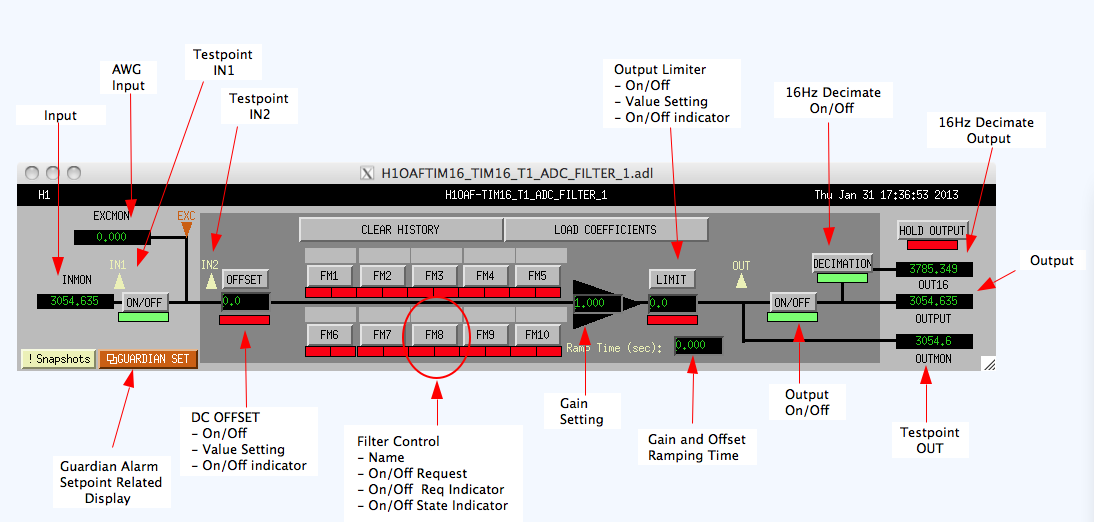 Testpoint
IN1
AWG
Input
Testpoint
IN2
Input
Output Limiter
- On/Off
- Value Setting
- On/Off indicator
16Hz Decimate
On/Off
16Hz Decimate
Output
H1OAFTIM16_TIM16_T1_ADC_FILTER_1.adl
H1
H1OAF-TIM16_T1_ADC_FILTER_1
Thu Jan 31 17:36:53 2013
EXCMON
EXC
0.000
CLEAR HISTORY
LOAD COEFFICIENTS
HOLD OUTPUT
IN1
IN2
OUT
DECIMATION
3785.349
OUT16
INMON
OFFSET
FM1
FM2
FM3
FM4
FM5
LIMIT
3054.635
ON/OFF
0.0
1.000
0.0
ON/OFF
3054.635
OUTPUT
FM6
FM7
FM8
FM9
FM10
Ramp Time (sec):
0.000
3054.6
OUTMON
! Snapshots
GUARDIAN SET
Output
DC OFFSET
- On/Off
- Value Setting
- On/Off indicator
Filter Control
- Name
- On/Off Request
- On/Off  Req Indicator
- On/Off State Indicator
Gain
Setting
Gain and Offset
Ramping Time
Output
On/Off
Testpoint
OUT
Guardian Alarm
Setpoint Related
Display